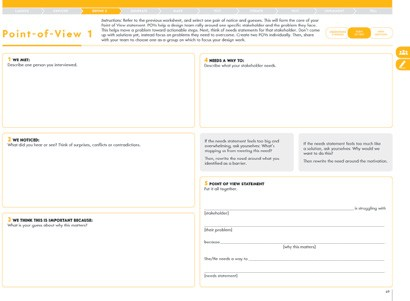 Point-of-View 1
Instructions: Refer to the previous worksheet, and select one pair of notice and guesses. This will form the core of your
Point of View statement. POVs help a design team rally around one specific stakeholder and the problem they face.
This helps move a problem toward actionable steps. Next, think of needs statements for that stakeholder. Don't come
up with solutions yet, instead focus on problems they need to overcome. Create two POVs individually. Then, share
with your team to choose one as a group on which to focus your design work.
1 WE MET:
Describe one person you interviewed.
2 WE NOTICED:
What did you hear or see? Think of surprises, conflicts or contradictions.
3 WE THINK THIS IS IMPORTANT BECAUSE:
What is your guess about why this matters?
4 NEEDS A WAY TO:
Describe what your stakeholder needs.
If the needs statement feels too big and
overwhelming, ask yourselves: What's
stopping us from meeting this need?
Then, rewrite the need around what you
identified as a barrier.
If the needs statement feels too much like
a solution, ask yourselves: Why would we
want to do this?
Then rewrite the need around the motivation.
5 POINT OF VIEW STATEMENT
Put it all together.
is struggling with
(stakeholder)
(their problem)
because
(why this matters)
She/He needs a way to
(needs statement)